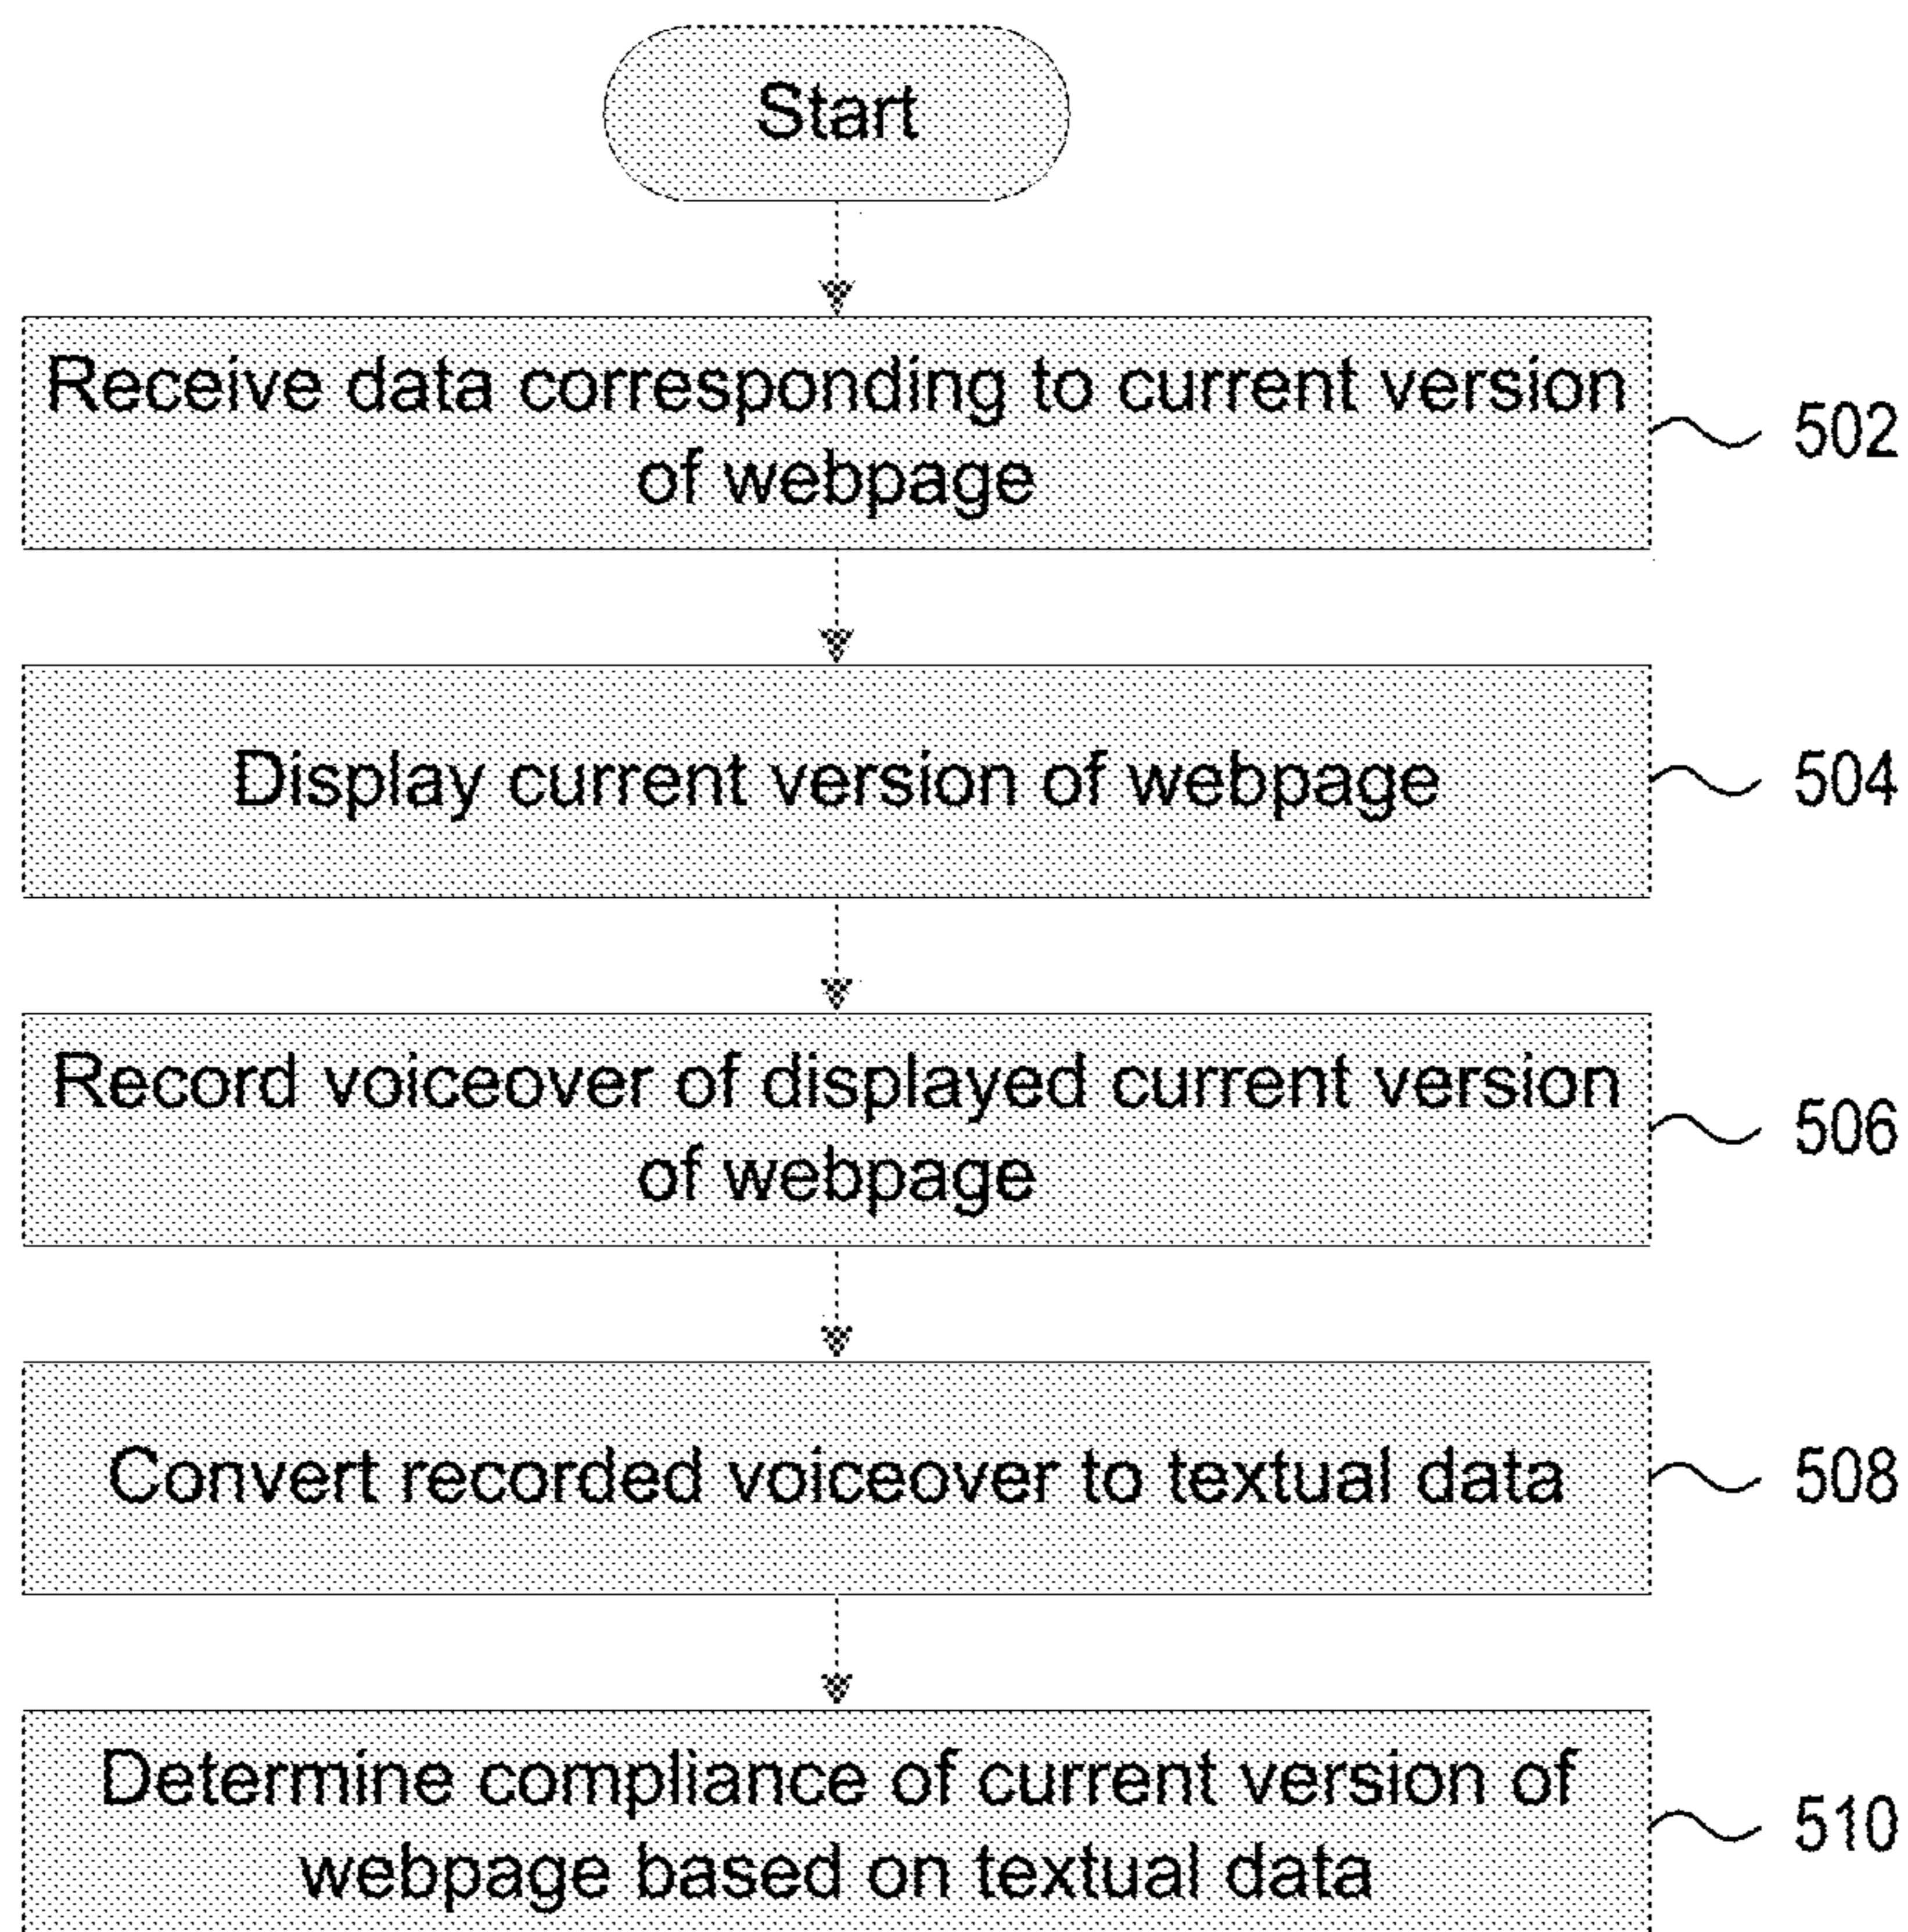 Start
Receive data corresponding to current version
of webpage
502
Display current version of webpage
504
Record voiceover of displayed current version
of webpage
506
Convert recorded voiceover to textual data
508
Determine compliance of current version of
webpage based on textual data
510